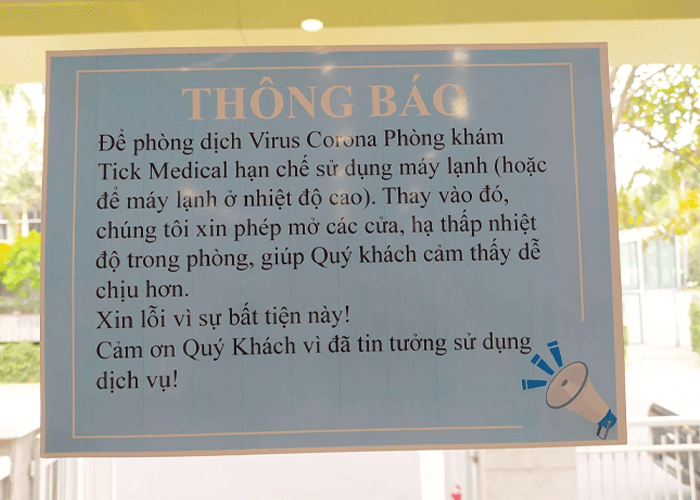 THÔNG BÁO
Để phòng dịch Virus Corona Phòng khám
Tick Medical hạn chế sử dụng máy lạnh (hoặc
để máy lạnh ở nhiệt độ cao). Thay vào đó,
chúng tôi xin phép mở các cửa, hạ thấp nhiệt
độ trong phòng, giúp Quý khách cảm thấy dễ
chịu hơn.
Xin lỗi vì sự bất tiện này!
Cảm ơn Quý Khách vì đã tin tưởng sử dụng
dịch vụ!